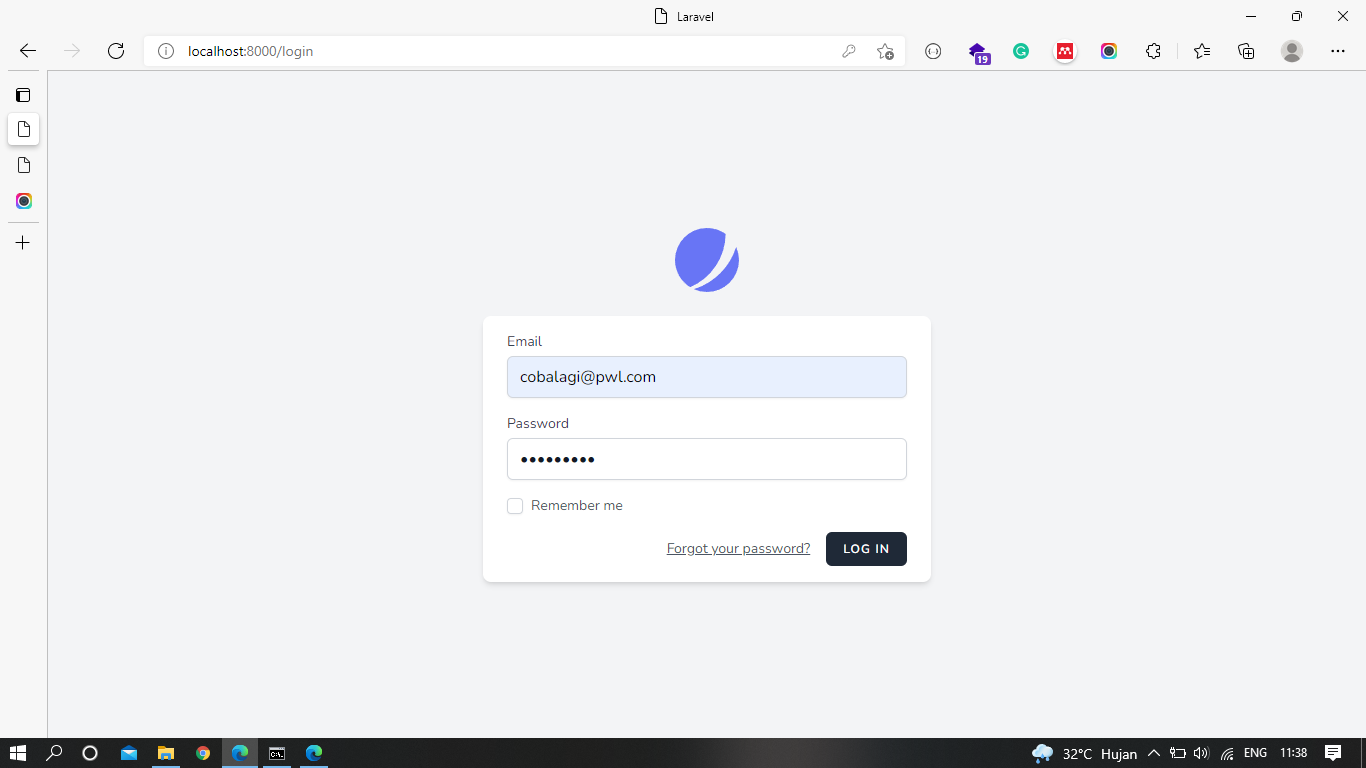 Laravel
localhost:8000/login
19
Email
cobalagi@pwl.com
Password
•••••••••
Remember me
Forgot your password?
LOG IN
32°C Hujan
ENG
11:38